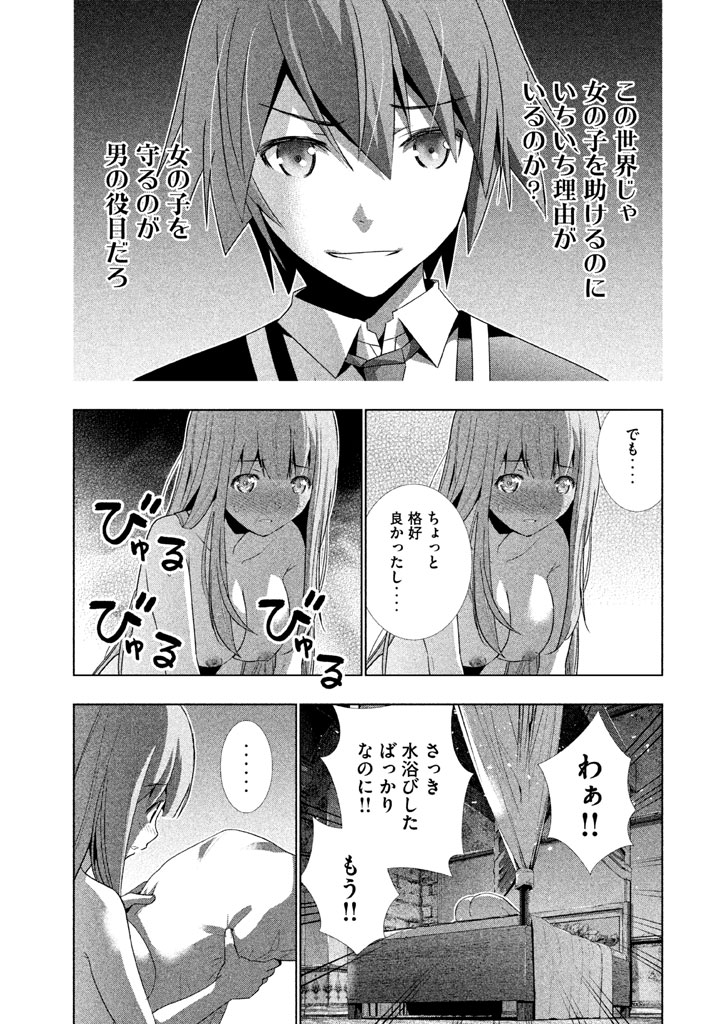 この世界じゃ
女の子を助けるのに
いちいち理由が
いるのか?
女の子を
守るのが
男の役目だろ
でも‥‥
ちょっと
格好
良かったし‥‥
びゅる
びゅる
びゅる
わぁ!!
さっき
水浴びした
ばっかり
なのに!!
もう!!
‥‥‥